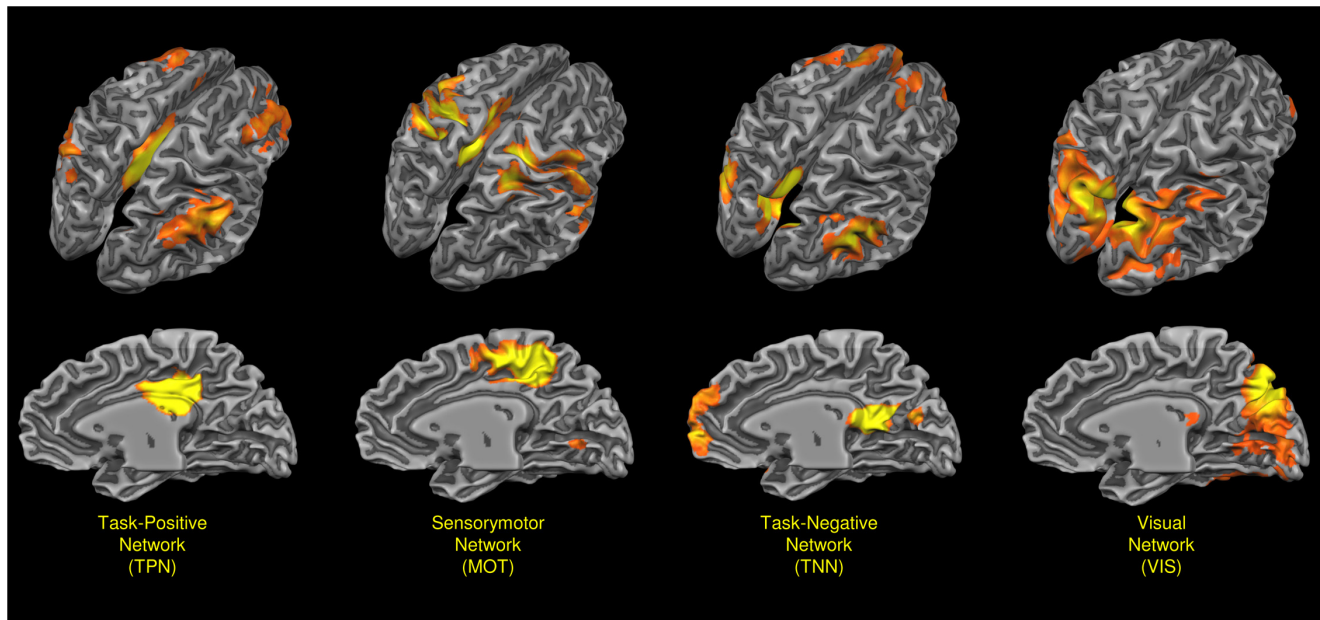 Task-Positive
Network
(TPN)
Sensorymotor
Network
(MOT)
Task-Negative
Network
(TNN)
Visual
Network
(VIS)